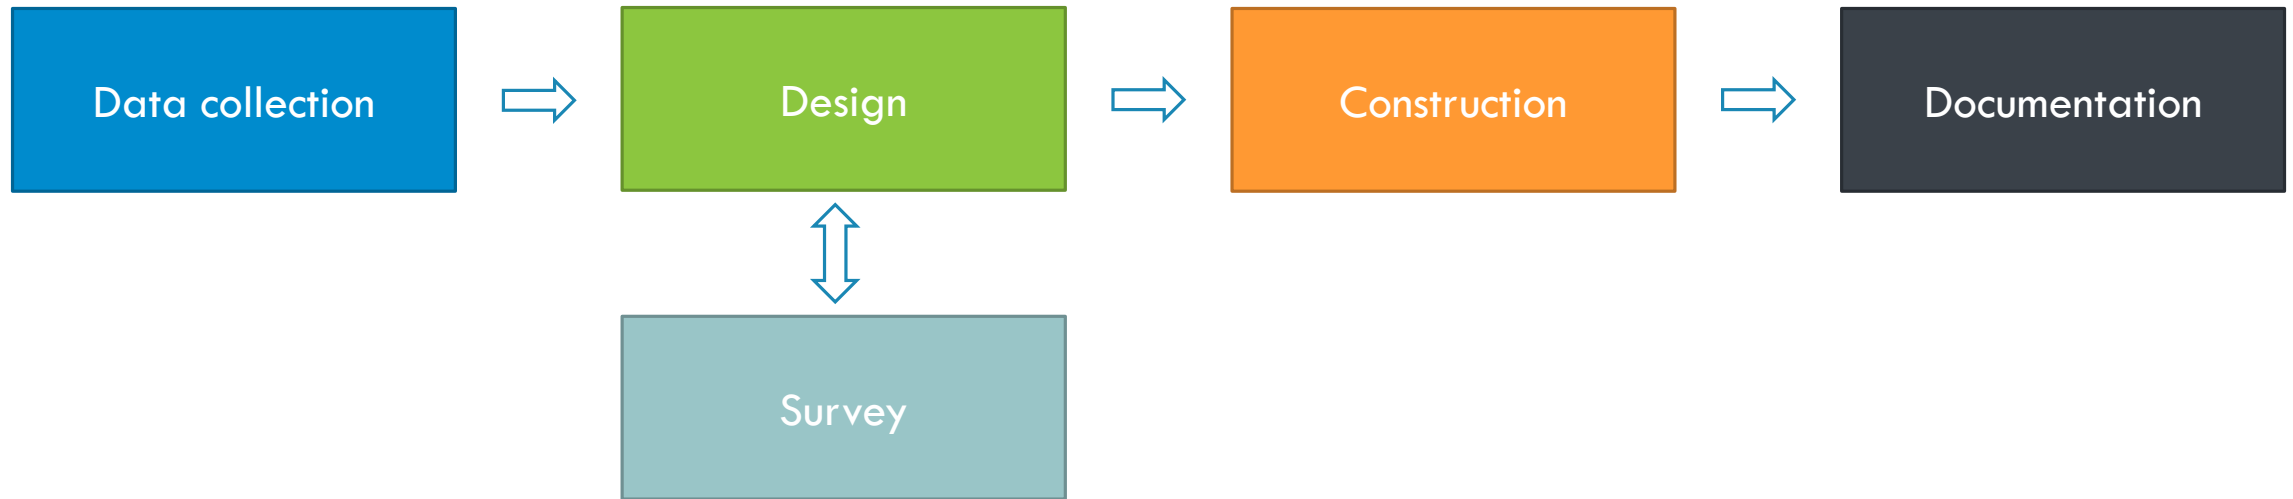 Data collection
Design
Construction
Documentation
Survey